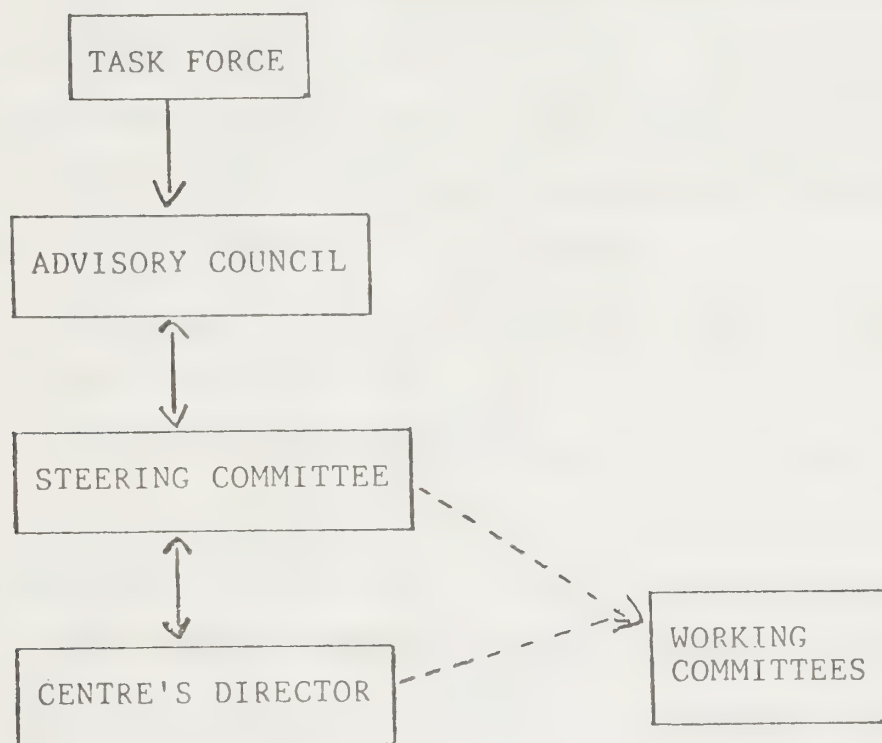 TASK FORCE
ADVISORY COUNCIL
STEERING COMMITTEE
CENTRE'S DIRECTOR
WORKING
COMMITTEES